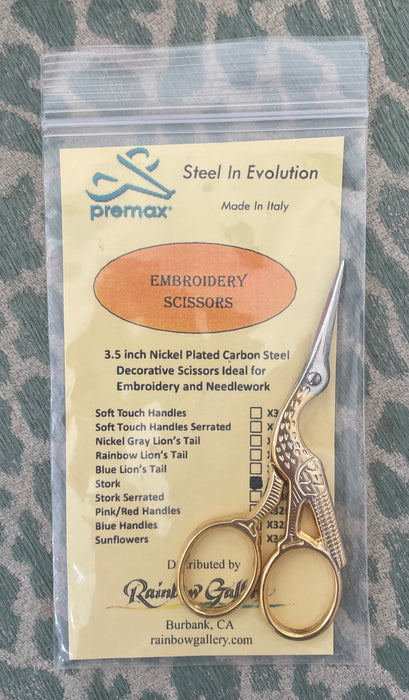 Steel In Evolution
premax
Made In Italy
EMBROIDERY
SCISSORS
3.5 inch Nickel Plated Carbon Steel
Decorative Scissors Ideal for
Embroidery and Needlework
Soft Touch Handles
Soft Touch Handles Serrated
Nickel Gray Lion's Tail
Rainbow Lion's Tail
Blue Lion's Tail
Stork
Stork Serrated
Pink/Red Handles
Blue Handles
Sunflowers
by
Rainbow
Burbank, CA
rainbowgallery.com